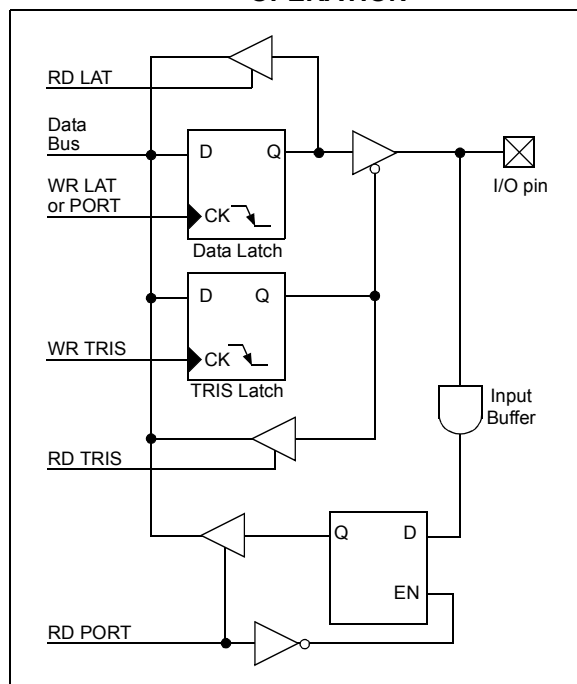 RD LAT
Data
Bus
D
Q
I/O pin
WR LAT
or PORT
CK
Data Latch
D
Q
WR TRIS
CK
TRIS Latch
Input
Buffer
RD TRIS
Q
D
EN
RD PORT